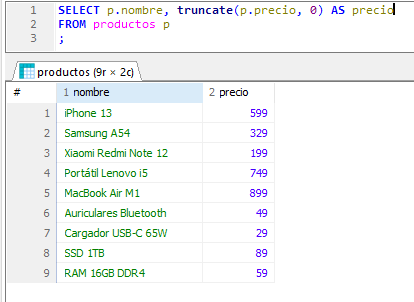 1 SELECT p.nombre, truncate(p.precio, 0) AS precio
2 FROM productos p
3 ;
productos (9r × 2c)
# 1 nombre 2 precio
1 iPhone 13 599
2 Samsung A54 329
3 Xiaomi Redmi Note 12 199
4 Portátil Lenovo i5 749
5 MacBook Air M1 899
6 Auriculares Bluetooth 49
7 Cargador USB-C 65W 29
8 SSD 1TB 89
9 RAM 16GB DDR4 59